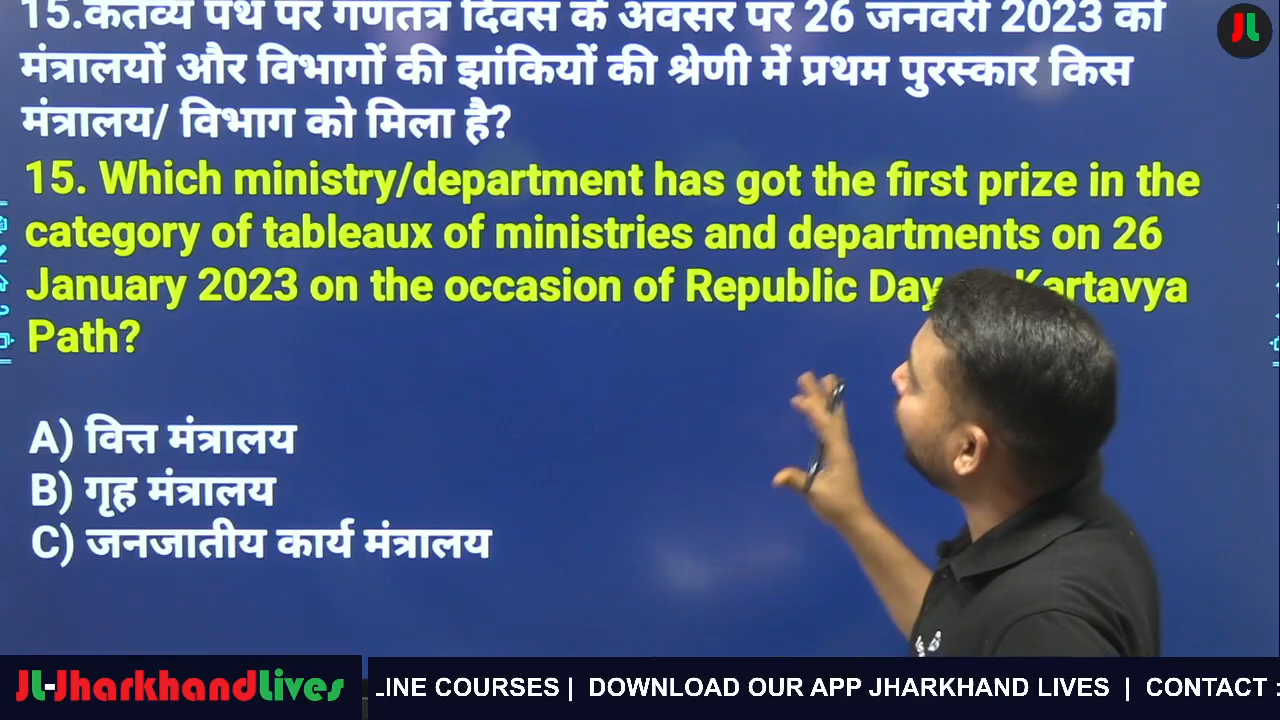 15.कर्तव्य पथ पर गणतंत्र दिवस के अवसर पर 26 जनवरी 2023 को
मंत्रालयों और विभागों की झांकियों की श्रेणी में प्रथम पुरस्कार किस
मंत्रालय/ विभाग को मिला है?
15. Which ministry/department has got the first prize in the
category of tableaux of ministries and departments on 26
January 2023 on the occasion of Republic Day Kartavya
Path?
A) वित्त मंत्रालय
B) गृह मंत्रालय
C) जनजातीय कार्य मंत्रालय
JL
JL-JharkhandLives
LINE COURSES | DOWNLOAD OUR APP JHARKHAND LIVES | CONTACT :